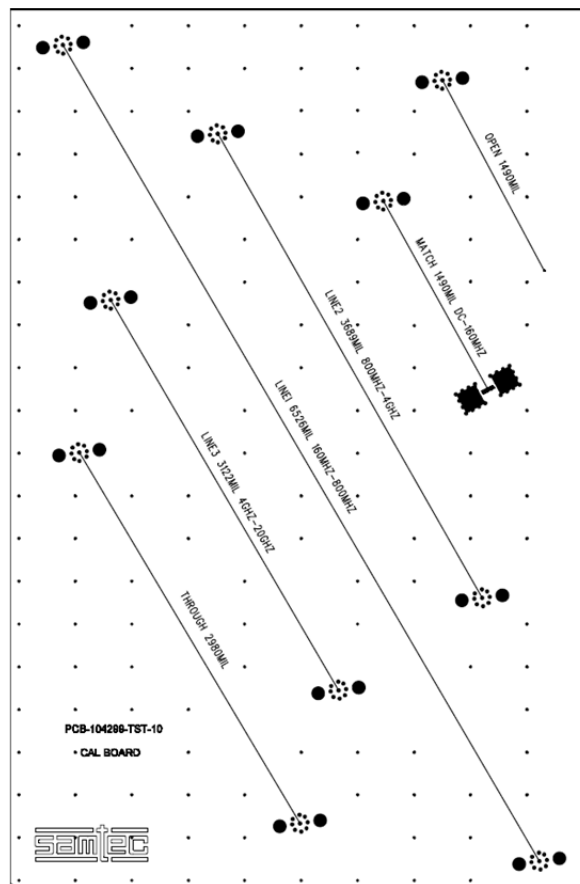 OPEN 1490MIL
MATCH 1490MIL DC-160MHZ
LINE2 3689MIL 800MHZ-4GHZ
LINE1 6526MIL 160MHZ-800MHZ
LINE3 3122MIL 4GHZ-20GHZ
THROUGH 2980MIL
PCB-104299-TST-10
CAL BOARD
samtec